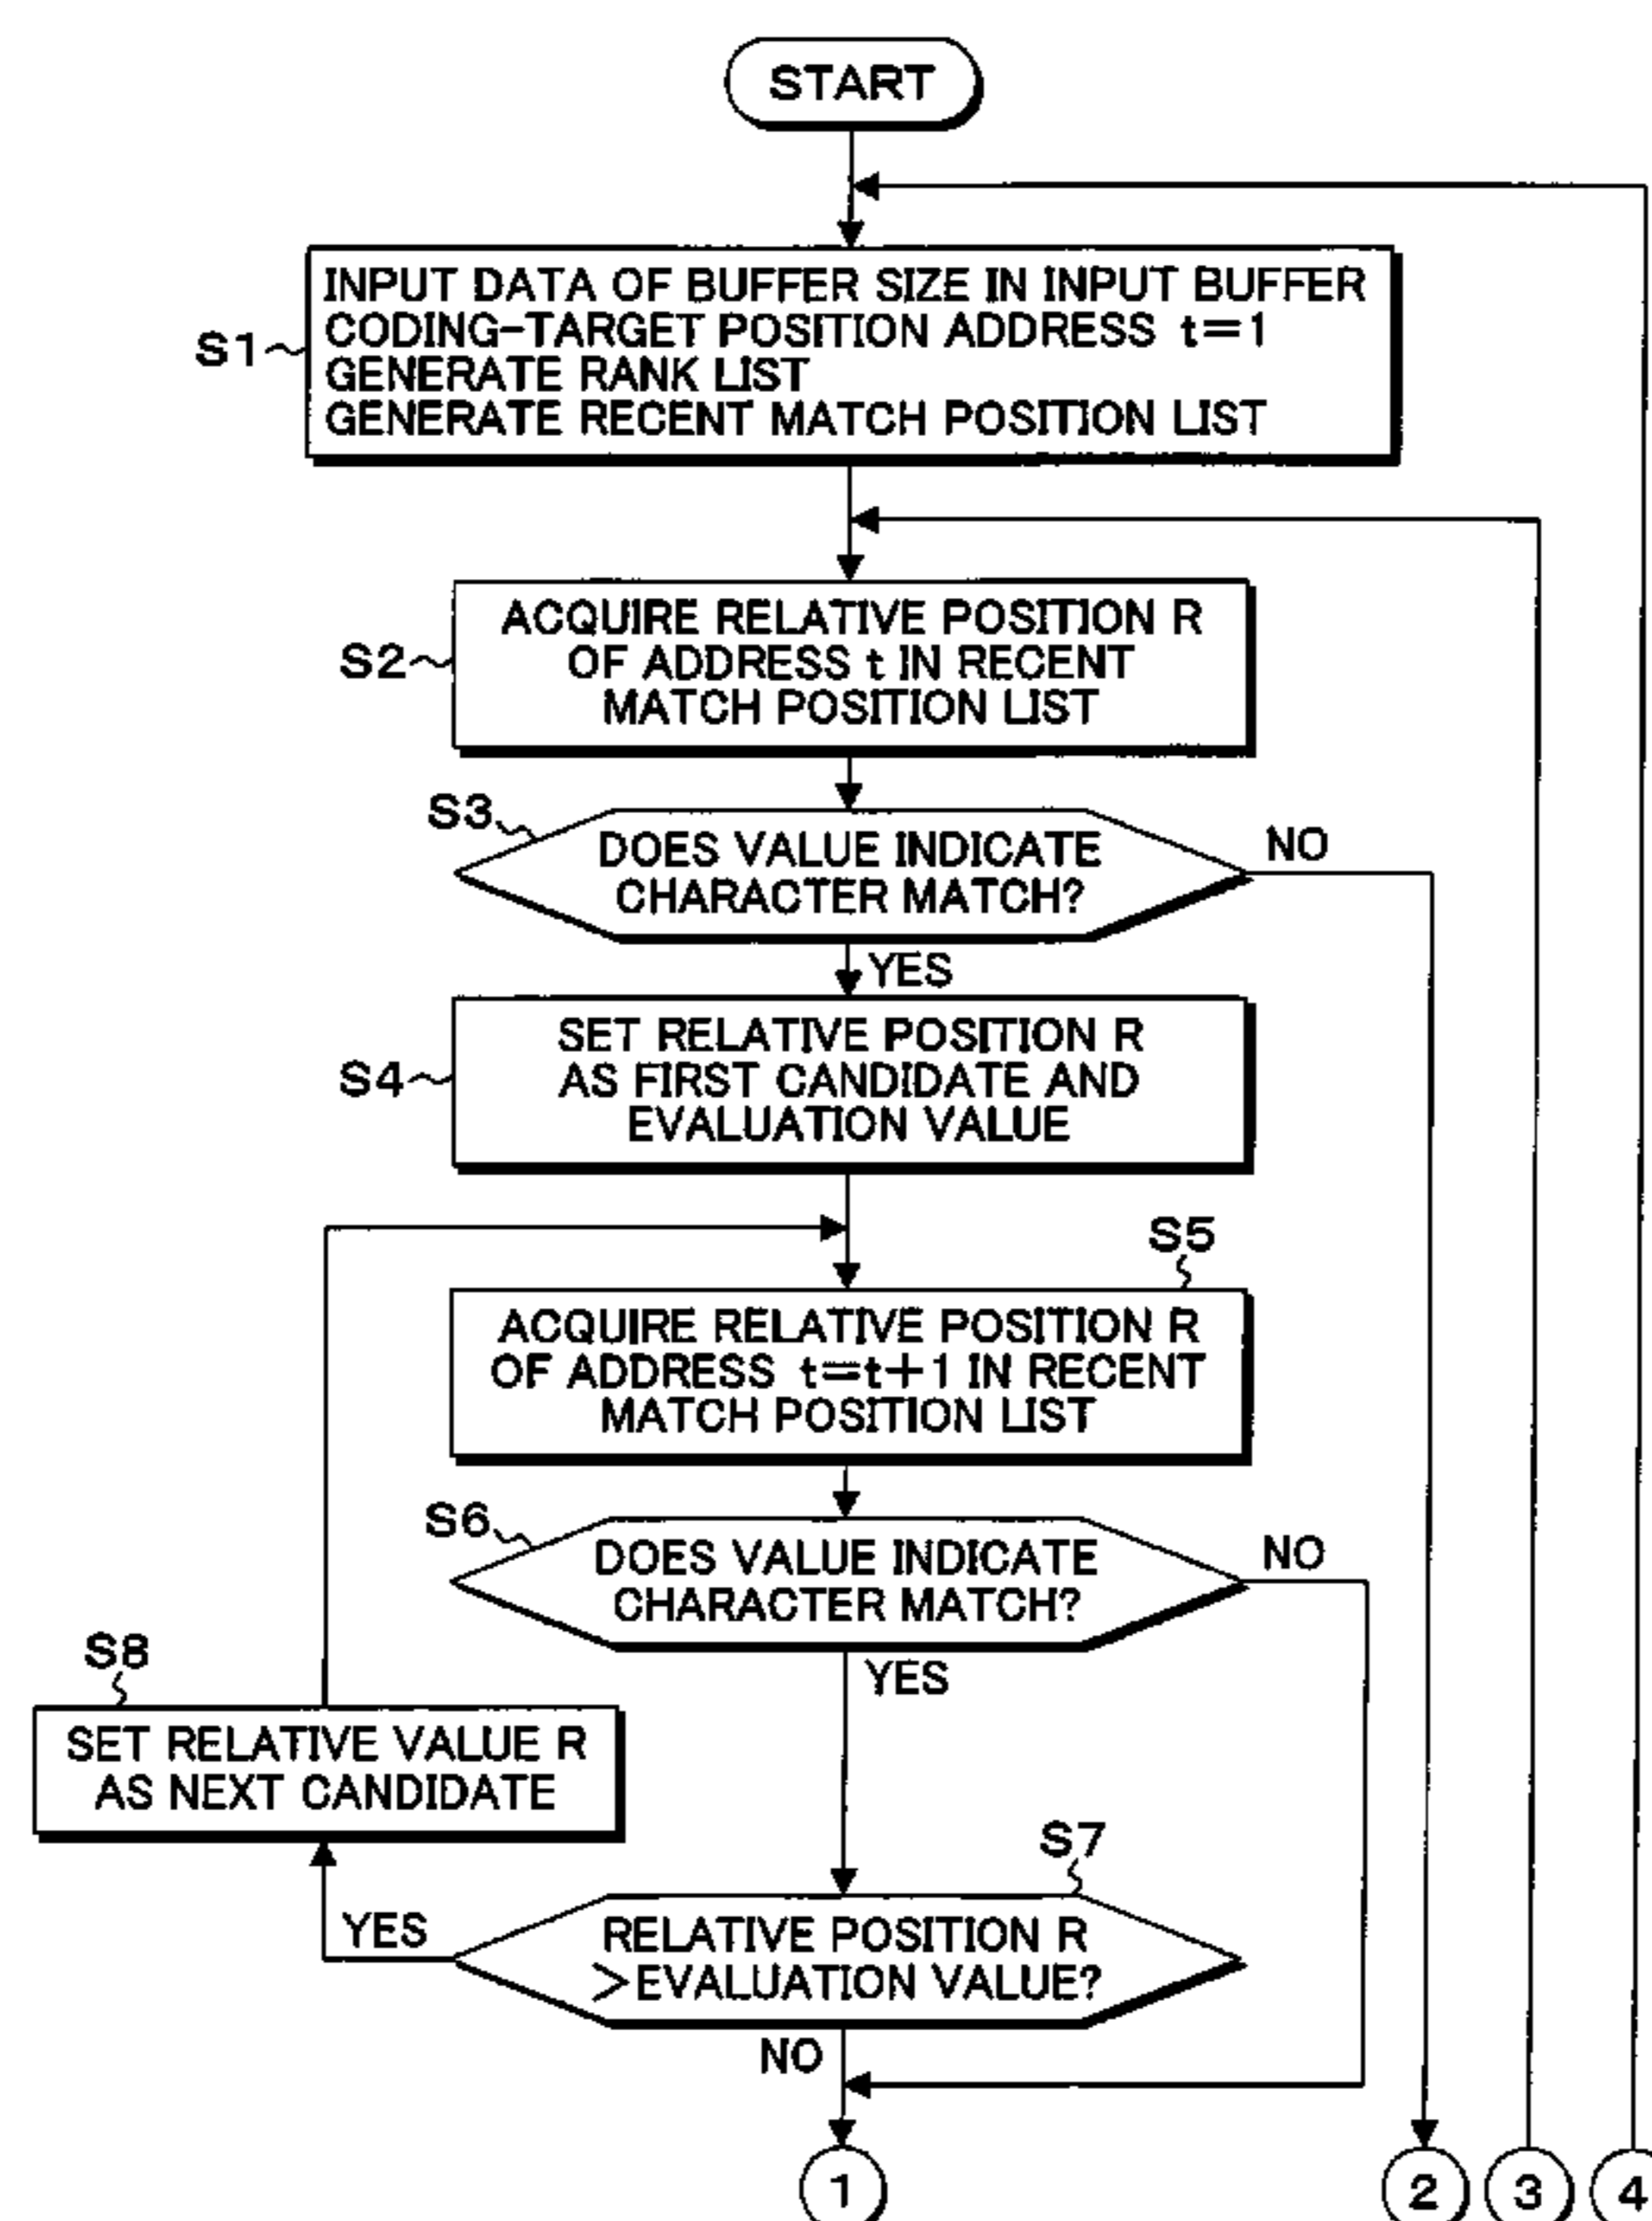 START
INPUT DATA OF BUFFER SIZE IN INPUT BUFFER
CODING-TARGET POSITION ADDRESS t=1
GENERATE RANK LIST
GENERATE RECENT MATCH POSITION LIST
S1
ACQUIRE RELATIVE POSITION R
OF ADDRESS t IN RECENT
MATCH POSITION LIST
S2
S3
DOES VALUE INDICATE
CHARACTER MATCH?
NO
YES
SET RELATIVE POSITION R
AS FIRST CANDIDATE AND
EVALUATION VALUE
S4
S5
ACQUIRE RELATIVE POSITION R
OF ADDRESS t=t+1 IN RECENT
MATCH POSITION LIST
S6
DOES VALUE INDICATE
CHARACTER MATCH?
NO
YES
S8
SET RELATIVE VALUE R
AS NEXT CANDIDATE
S7
YES
RELATIVE POSITION R
>EVALUATION VALUE?
NO
1
2
3
4